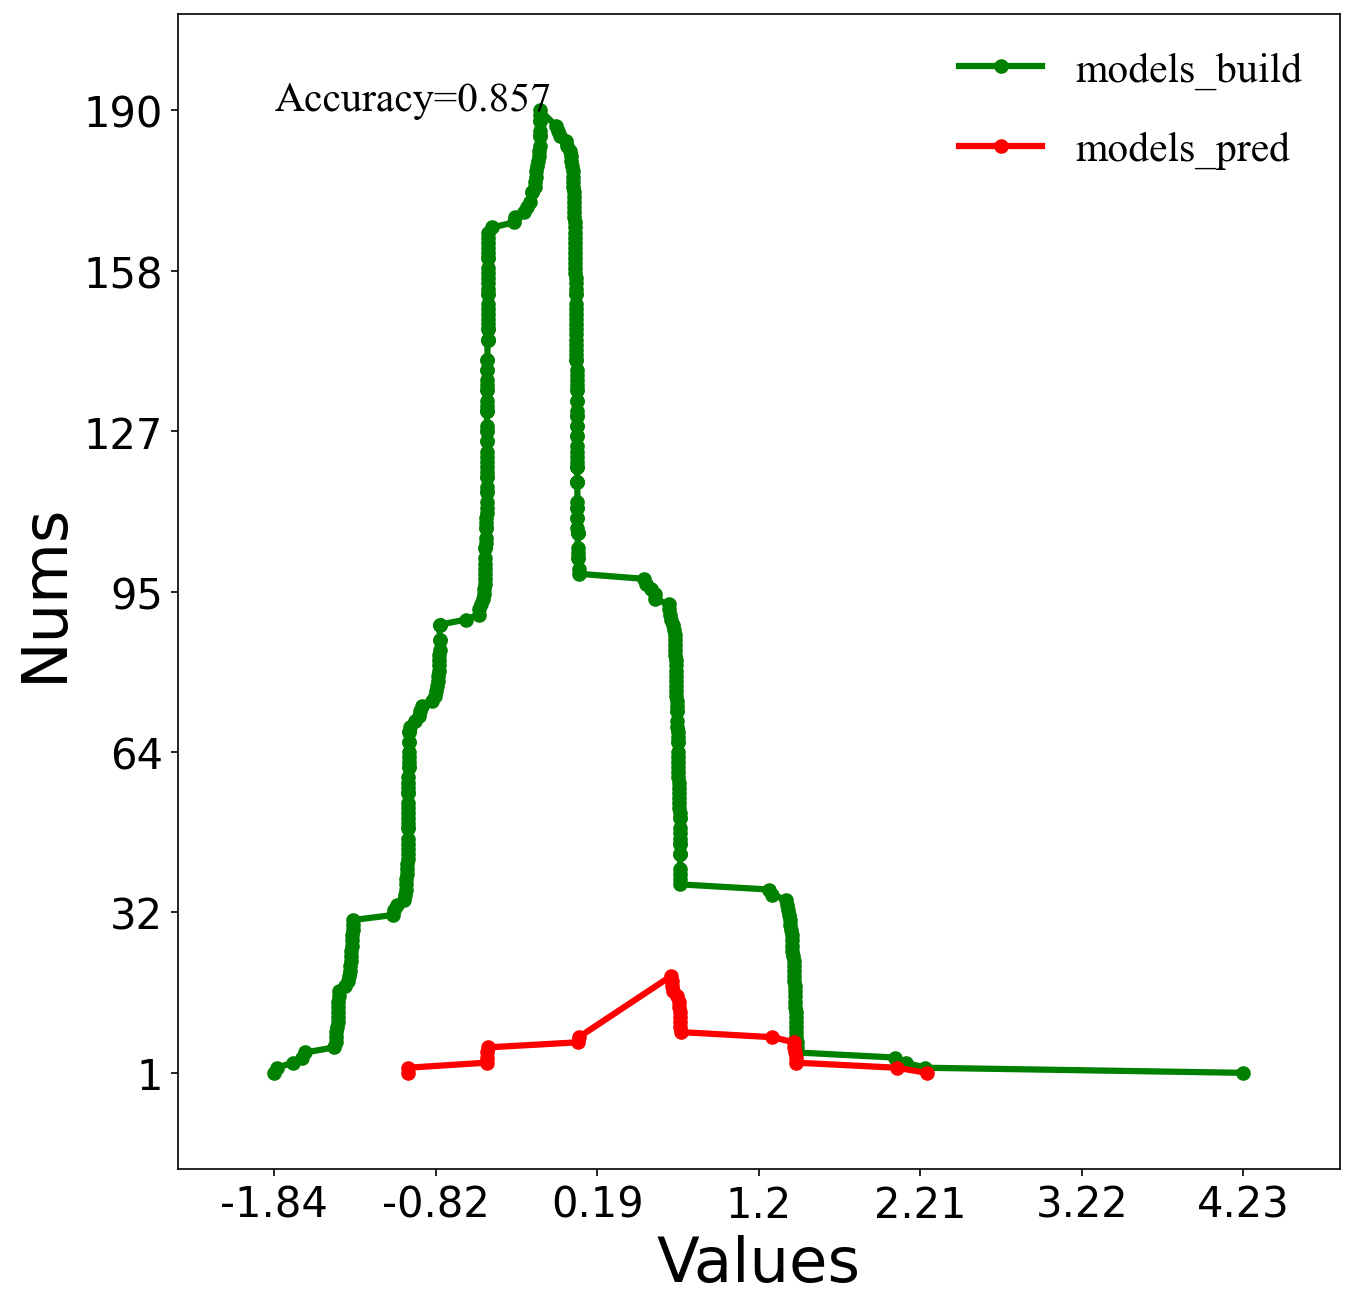 Accuracy=0.857
models_build
models_pred
190
158
127
95
64
32
1
Nums
-1.84 -0.82 0.19 1.2 2.21 3.22 4.23
Values